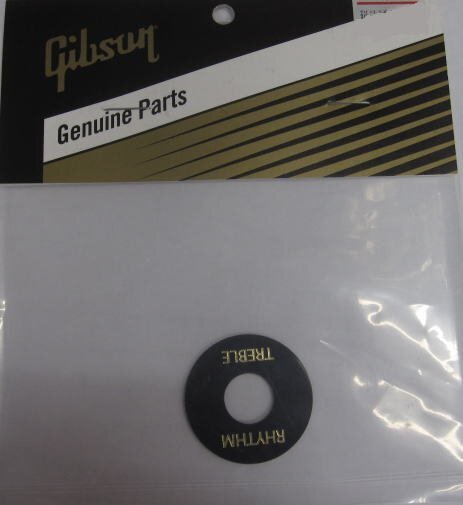 Gibson
Genuine Parts
TREBLE
RHYTHM